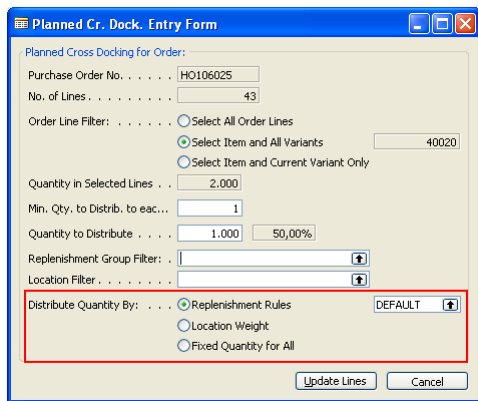 Planned Cr. Dock. Entry Form
Planned Cross Docking for Order:
Purchase Order No. . . . . . HO106025
No. of Lines. . . . . . . . . . 43
Order Line Filter: . . . . . . Select All Order Lines
Select Item and All Variants 40020
Select Item and Current Variant Only
Quantity in Selected Lines . . 2.000
Min. Qty. to Distrib. to eac... 1
Quantity to Distribute . . . . 1.000 50,00%
Replenishment Group Filter: .
Location Filter. . . . . . . . .
Distribute Quantity By: . . . Replenishment Rules DEFAULT
Location Weight
Fixed Quantity for All
Update Lines Cancel